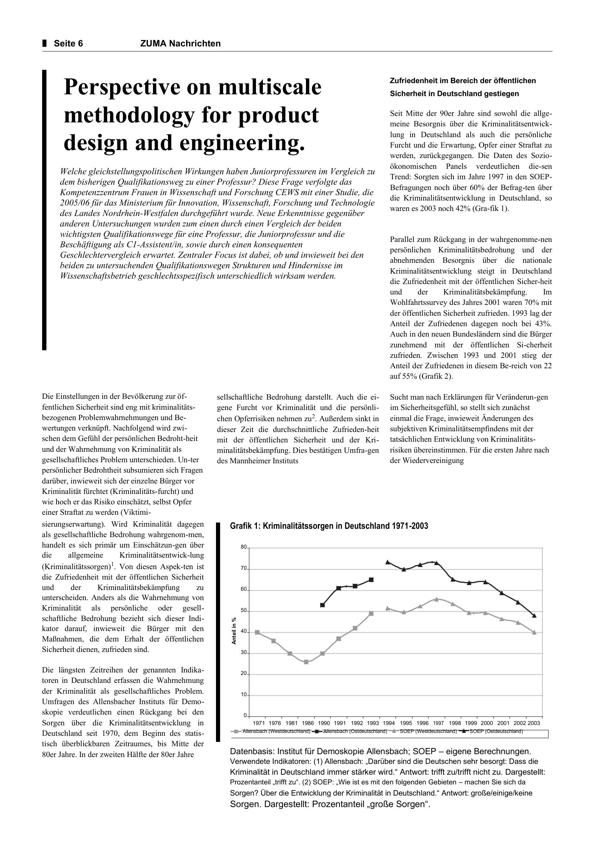 Seite 6 ZUMA Nachrichten
Perspective on multiscale
methodology for product
design and engineering.
Welche gleichstellungspolitischen Wirkungen haben Juniorprofessuren im Vergleich zu
dem bisherigen Qualifikationsweg zu einer Professur? Diese Frage verfolgte das
Kompetenzzentrum Frauen in Wissenschaft und Forschung CEWS mit einer Studie, die
2005/06 für das Ministerium für Innovation, Wissenschaft, Forschung und Technologie
des Landes Nordrhein-Westfalen durchgeführt wurde. Neue Erkenntnisse gegenüber
anderen Untersuchungen wurden zum einen durch einen Vergleich der beiden
wichtigsten Qualifikationswege für eine Professur, die Juniorprofessur und die
Beschäftigung als C1-Assistent/in, sowie durch einen konsequenten
Geschlechtervergleich erwartet. Zentraler Focus ist dabei, ob und inwieweit bei den
beiden zu untersuchenden Qualifikationswegen Strukturen und Hindernisse im
Wissenschaftsbetrieb geschlechtsspezifisch unterschiedlich wirksam werden.
Zufriedenheit im Bereich der öffentlichen
Sicherheit in Deutschland gestiegen
Seit Mitte der 90er Jahre sind sowohl die allge-
meine Besorgnis über die Kriminalitätsentwick-
lung in Deutschland als auch die persönliche
Furcht und die Erwartung, Opfer einer Straftat zu
werden, zurückgegangen. Die Daten des Sozio-
ökonomischen Panels verdeutlichen die-sen
Trend: Sorgten sich im Jahre 1997 in den SOEP-
Befragungen noch über 60% der Befrag-ten über
die Kriminalitätsentwicklung in Deutschland, so
waren es 2003 noch 42% (Gra-fik 1).
Parallel zum Rückgang in der wahrgenomme-nen
persönlichen Kriminalitätsbedrohung und der
abnehmenden Besorgnis über die nationale
Kriminalitätsentwicklung steigt in Deutschland
die Zufriedenheit mit der öffentlichen Sicher-heit
und der Kriminalitätsbekämpfung. Im
Wohlfahrtssurvey des Jahres 2001 waren 70% mit
der öffentlichen Sicherheit zufrieden. 1993 lag der
Anteil der Zufriedenen dagegen noch bei 43%.
Auch in den neuen Bundesländern sind die Bürger
zunehmend mit der öffentlichen Si-cherheit
zufrieden. Zwischen 1993 und 2001 stieg der
Anteil der Zufriedenen in diesem Be-reich von 22
auf 55% (Grafik 2).
Die Einstellungen in der Bevölkerung zur öf-
fentlichen Sicherheit sind eng mit kriminalitäts-
bezogenen Problemwahrnehmungen und Be-
wertungen verknüpft. Nachfolgend wird zwi-
schen dem Gefühl der persönlichen Bedroht-heit
und der Wahrnehmung von Kriminalität als
gesellschaftliches Problem unterschieden. Un-ter
persönlicher Bedrohtheit subsumieren sich Fragen
darüber, inwieweit sich der einzelne Bürger vor
Kriminalität fürchtet (Kriminalitäts-furcht) und
wie hoch er das Risiko einschätzt, selbst Opfer
einer Straftat zu werden (Viktimi-
sierungserwartung). Wird Kriminalität dagegen
als gesellschaftliche Bedrohung wahrgenom-men,
handelt es sich primär um Einschätzun-gen über
die allgemeine Kriminalitätsentwick-lung
(Kriminalitätssorgen)1. Von diesen Aspek-ten ist
die Zufriedenheit mit der öffentlichen Sicherheit
und der Kriminalitätsbekämpfung zu
unterscheiden. Anders als die Wahrnehmung von
Kriminalität als persönliche oder gesell-
schaftliche Bedrohung bezieht sich dieser Indi-
kator darauf, inwieweit die Bürger mit den
Maßnahmen, die dem Erhalt der öffentlichen
Sicherheit dienen, zufrieden sind.
Die längsten Zeitreihen der genannten Indika-
toren in Deutschland erfassen die Wahrnehmung
der Kriminalität als gesellschaftliches Problem.
Umfragen des Allensbacher Instituts für Demo-
skopie verdeutlichen einen Rückgang bei den
Sorgen über die Kriminalitätsentwicklung in
Deutschland seit 1970, dem Beginn des statis-
tisch überblickbaren Zeitraumes, bis Mitte der
80er Jahre. In der zweiten Hälfte der 80er Jahre
sellschaftliche Bedrohung darstellt. Auch die ei-
gene Furcht vor Kriminalität und die persönli-
chen Opferrisiken nehmen zu2. Außerdem sinkt in
dieser Zeit die durchschnittliche Zufrieden-heit
mit der öffentlichen Sicherheit und der Kri-
minalitätsbekämpfung. Dies bestätigen Umfra-gen
des Mannheimer Instituts
Sucht man nach Erklärungen für Veränderun-gen
im Sicherheitsgefühl, so stellt sich zunächst
einmal die Frage, inwieweit Änderungen des
subjektiven Kriminalitätsempfindens mit der
tatsächlichen Entwicklung von Kriminalitäts-
risiken übereinstimmen. Für die ersten Jahre nach
der Wiedervereinigung
Grafik 1: Kriminalitätssorgen in Deutschland 1971-2003
Anteil in %
80
70
60
50
40
30
20
10
0
1971 1976 1981 1986 1990 1990 1991 1992 1993 1994 1995 1996 1997 1998 1999 2000 2001 2002 2003
Allensbach (Westdeutschland) Allensbach (Ostdeutschland) SOEP (Westdeutschland) SOEP (Ostdeutschland)
Datenbasis: Institut für Demoskopie Allensbach; SOEP – eigene Berechnungen.
Verwendete Indikatoren: (1) Allensbach: „Darüber sind die Deutschen sehr besorgt: Dass die
Kriminalität in Deutschland immer stärker wird.“ Antwort: trifft zu/trifft nicht zu. Dargestellt:
Prozentanteil „trifft zu“. (2) SOEP: „Wie ist es mit den folgenden Gebieten – machen Sie sich da
Sorgen? Über die Entwicklung der Kriminalität in Deutschland.“ Antwort: große/einige/keine
Sorgen. Dargestellt: Prozentanteil „große Sorgen“.